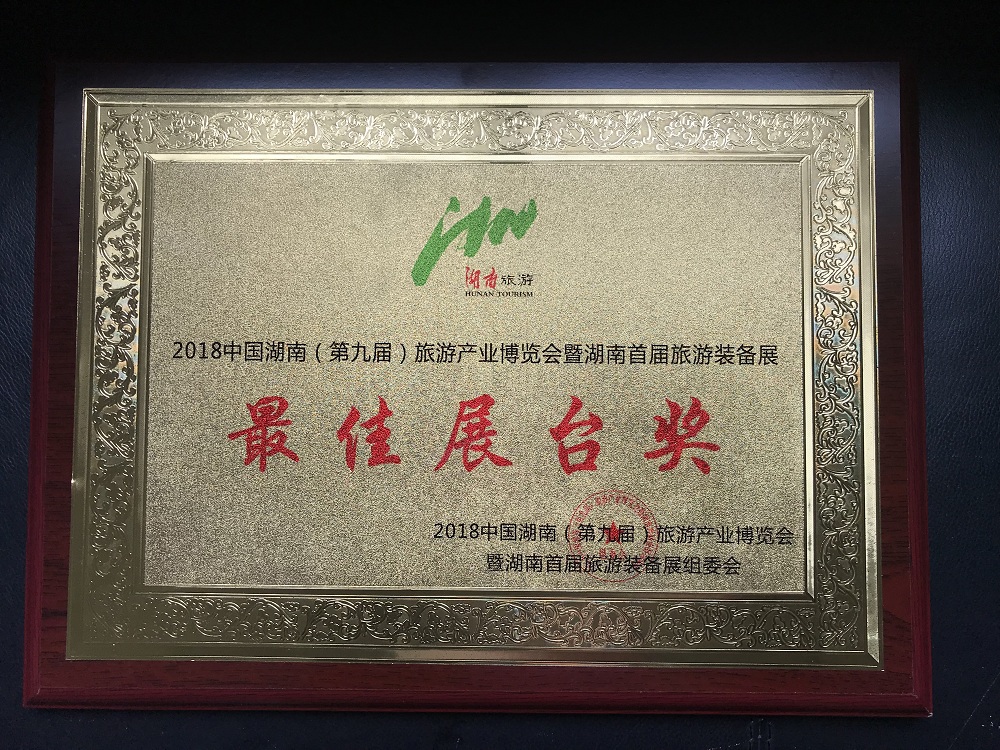 湖南旅游
HUNAN TOURISM
2018中国湖南（第九届）旅游产业博览会暨湖南首届旅游装备展
最佳展台奖
2018中国湖南（第九届）旅游产业博览会
暨湖南首届旅游装备展组委会